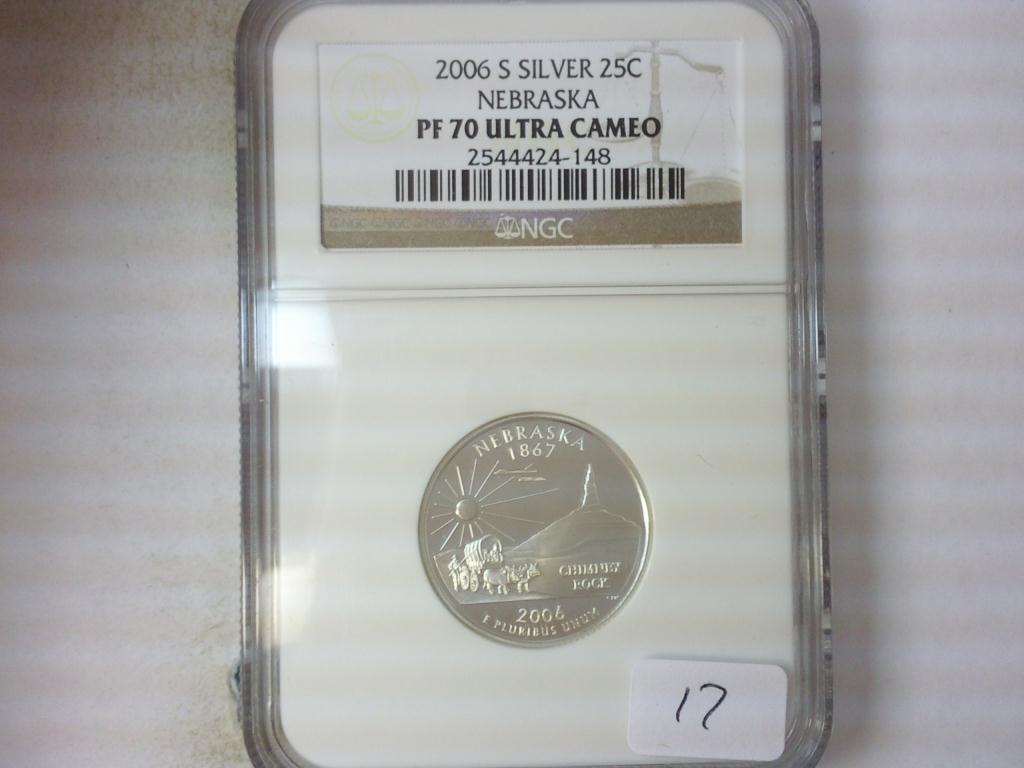 2006 S SILVER 25C
NEBRASKA
PF 70 ULTRA CAMEO
2544424-148
NGC
NEBRASKA
1867
CHIMNEY
ROCK
2006
E PLURIBUS UNUM
17